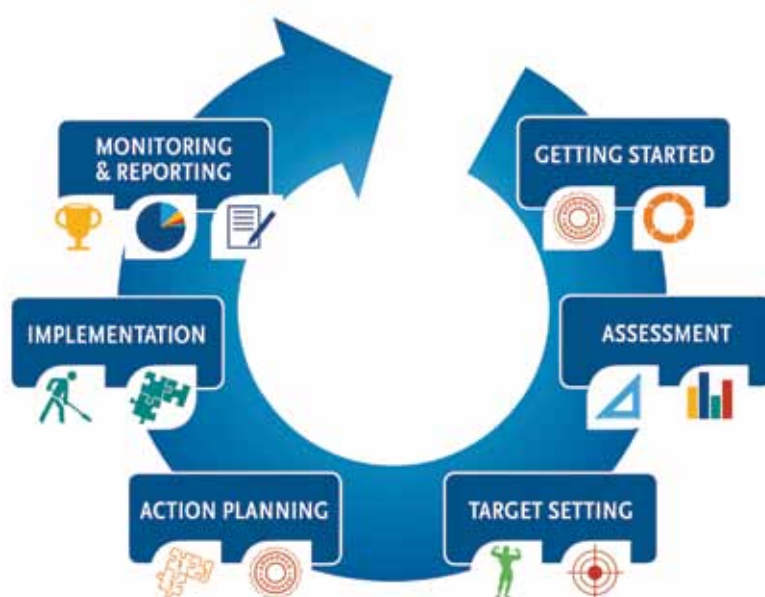 GETTING STARTED
ASSESSMENT
TARGET SETTING
ACTION PLANNING
IMPLEMENTATION
MONITORING
& REPORTING